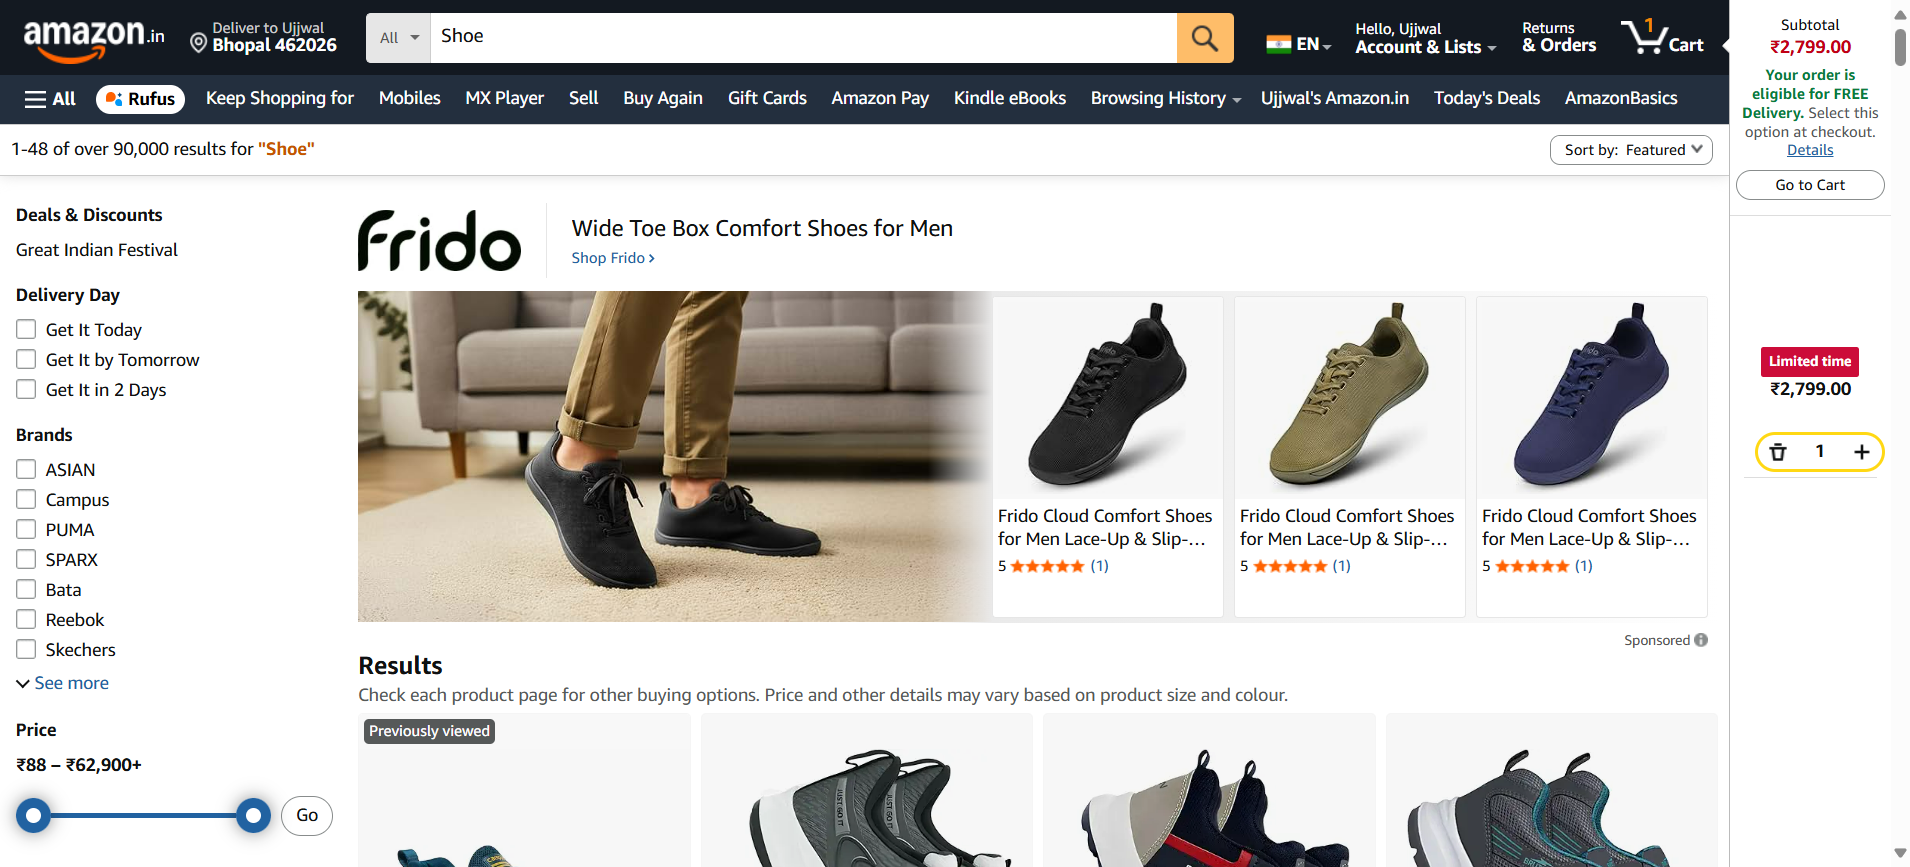 amazon.in
Deliver to Ujjwal
Bhopal 462026
All
Shoe
EN
Hello, Ujjwal
Account & Lists
Returns
& Orders
1
Cart
All
Rufus
Keep Shopping for
Mobiles
MX Player
Sell
Buy Again
Gift Cards
Amazon Pay
Kindle eBooks
Browsing History
Ujjwal's Amazon.in
Today's Deals
AmazonBasics
1-48 of over 90,000 results for "Shoe"
Sort by: Featured
Deals & Discounts
Great Indian Festival
Delivery Day
Get It Today
Get It by Tomorrow
Get It in 2 Days
Brands
ASIAN
Campus
PUMA
SPARX
Bata
Reebok
Skechers
See more
Price
₹88 – ₹62,900+
Go
Frido
Wide Toe Box Comfort Shoes for Men
Shop Frido ›
Frido Cloud Comfort Shoes
for Men Lace-Up & Slip-...
5 (1)
Frido Cloud Comfort Shoes
for Men Lace-Up & Slip-...
5 (1)
Frido Cloud Comfort Shoes
for Men Lace-Up & Slip-...
5 (1)
Sponsored
Results
Check each product page for other buying options. Price and other details may vary based on product size and colour.
Previously viewed
JUST GO IT
JUST GO IT
Subtotal
₹2,799.00
Your order is
eligible for FREE
Delivery. Select this
option at checkout.
Details
Go to Cart
Limited time
₹2,799.00
1